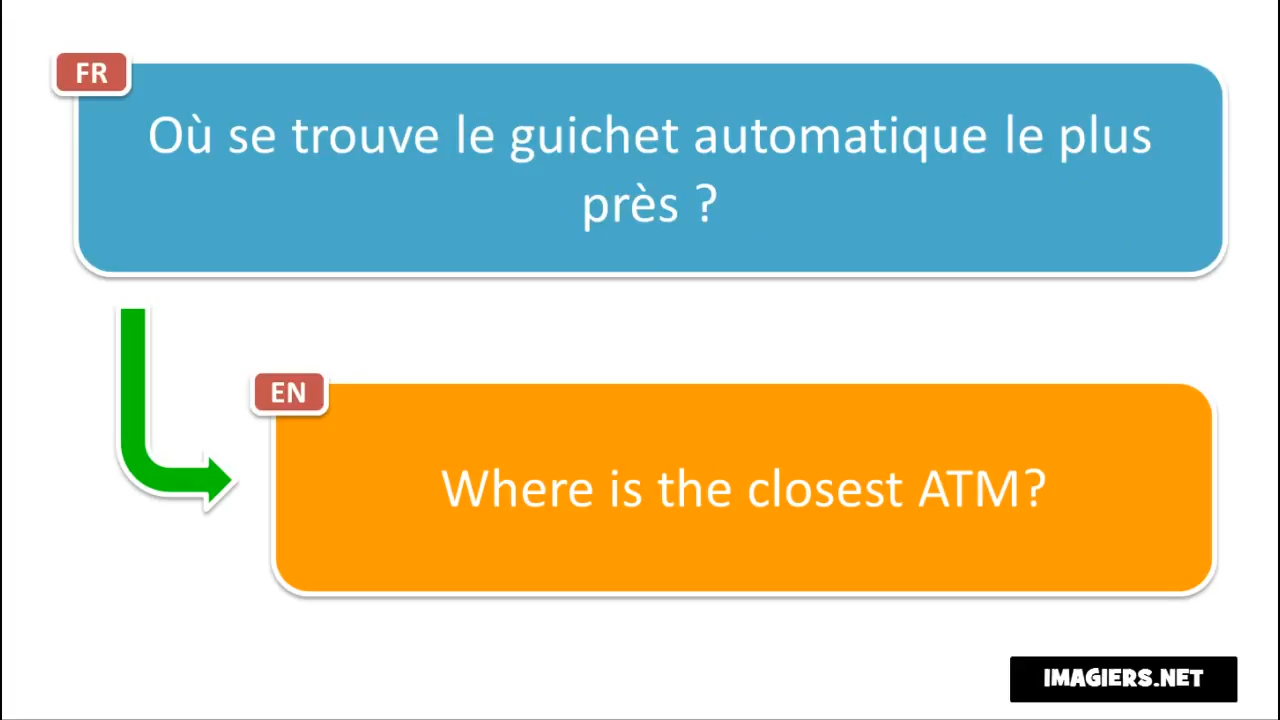 FR
Où se trouve le guichet automatique le plus
près ?
EN
Where is the closest ATM?
IMAGIERS.NET